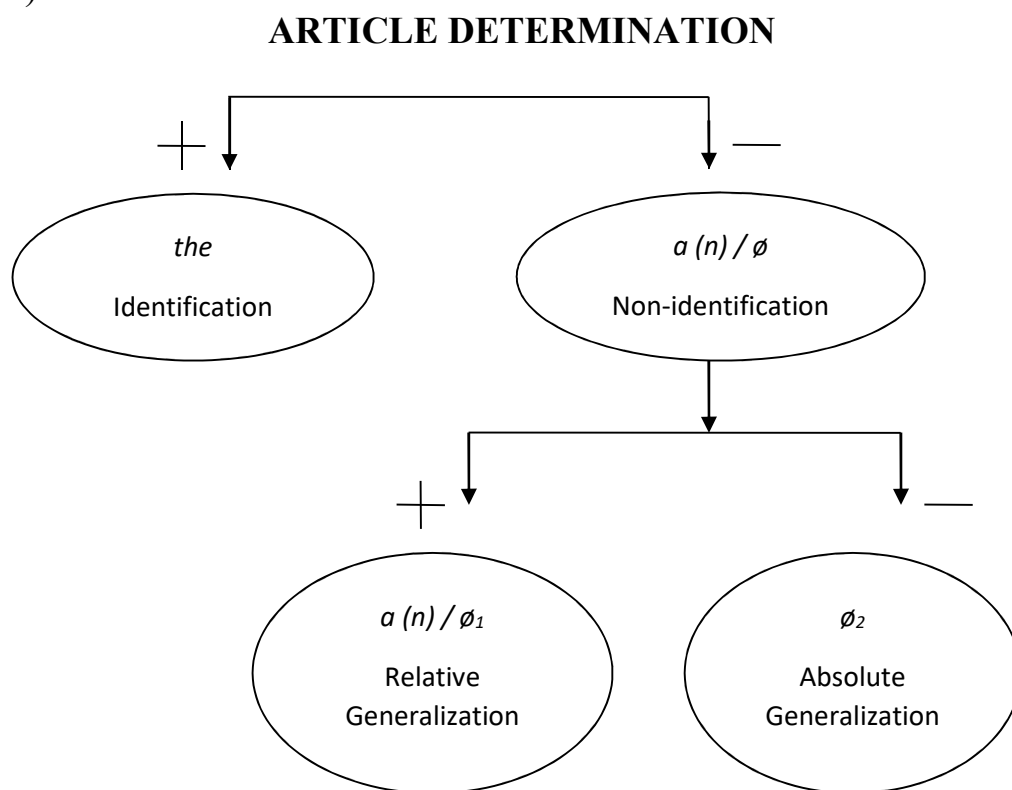 )
ARTICLE DETERMINATION
+
—
the
Identification
a (n) / ø
Non-identification
+
—
a (n) / ø₁
Relative
Generalization
ø₂
Absolute
Generalization